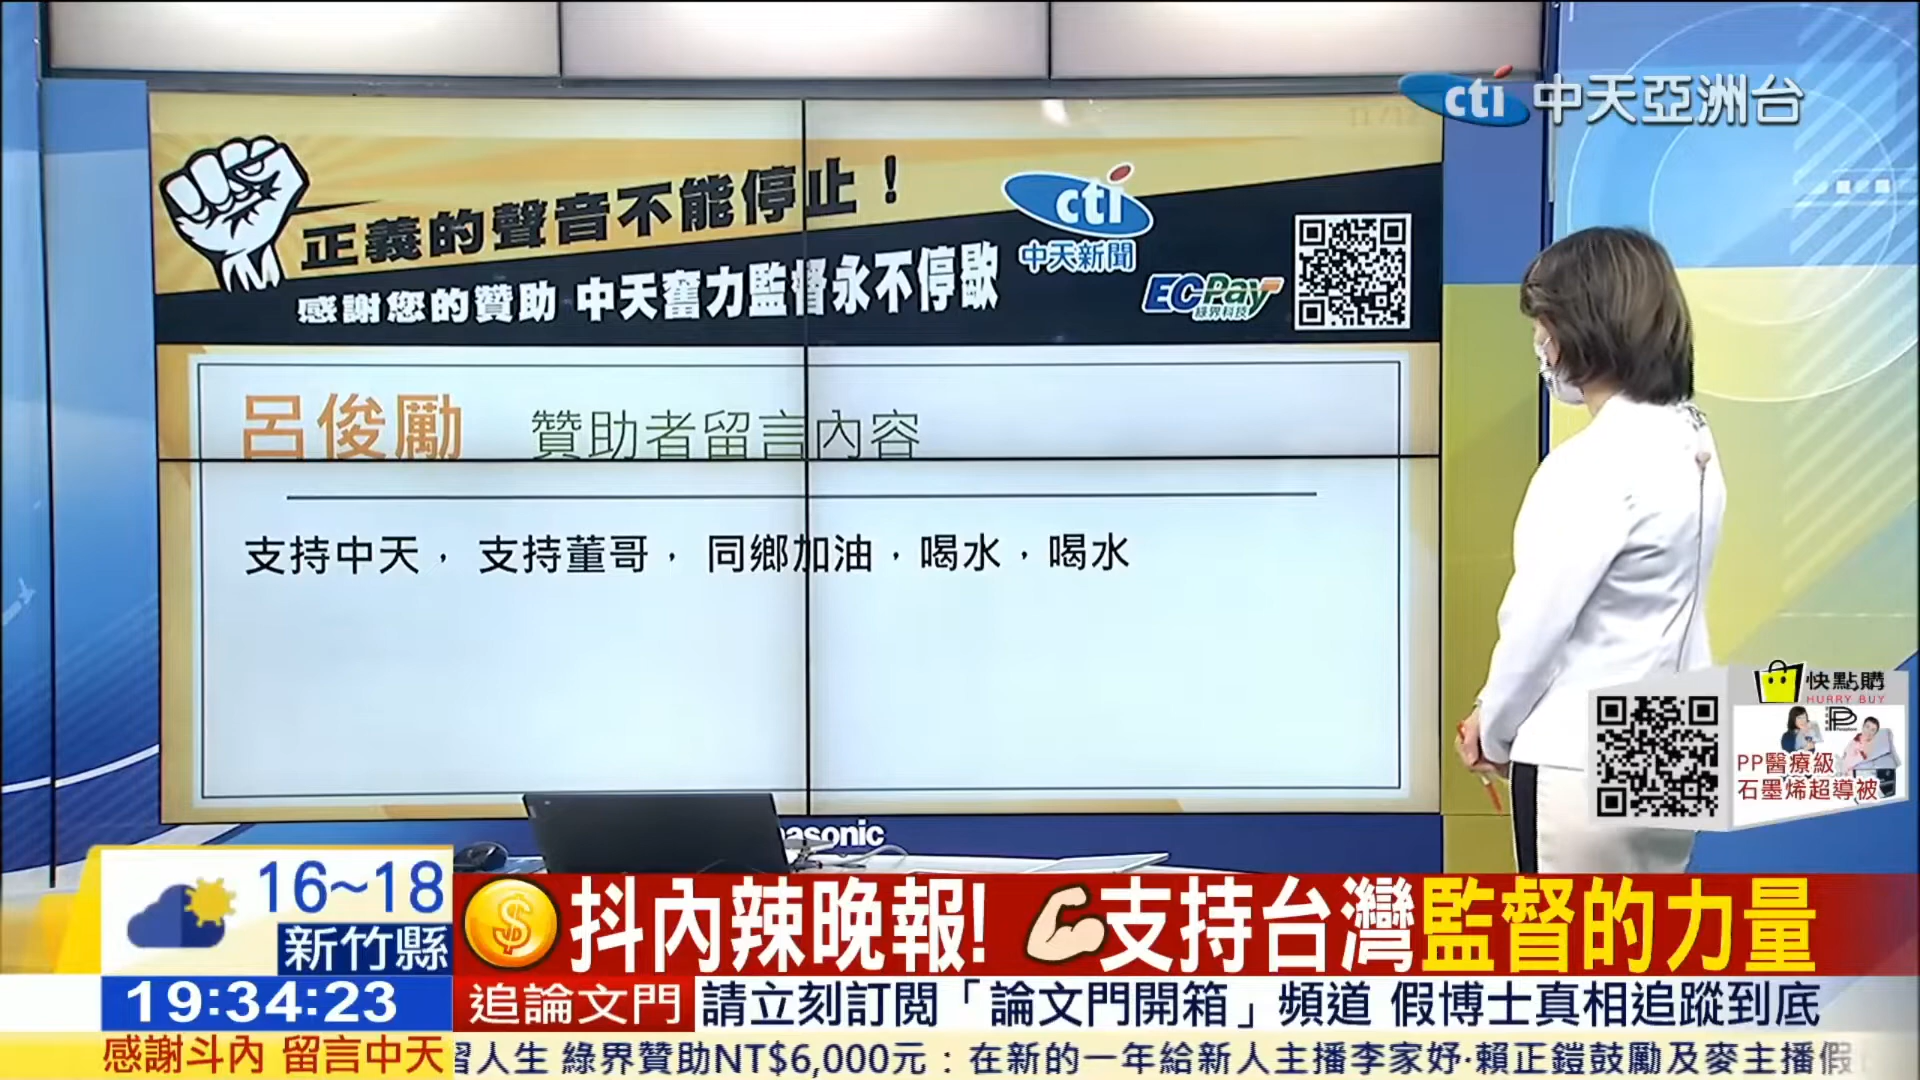 cti 中天亞洲台
正義的聲音不能停止！
cti
中天新聞
感謝您的贊助 中天奮力監督永不停歇
ECPay
綠界科技
呂俊勵 贊助者留言內容
支持中天， 支持董哥， 同鄉加油，喝水，喝水
快點購
HURRY BUY
PP醫療級
石墨烯超導被
asonic
16~18
新竹縣
抖內辣晚報! 支持台灣監督的力量
19:34:23
追論文門 請立刻訂閱「論文門開箱」頻道 假博士真相追蹤到底
感謝斗內 留言中天
習人生 綠界贊助NT$6,000元：在新的一年給新人主播李家妤·賴正鎧鼓勵及麥主播假